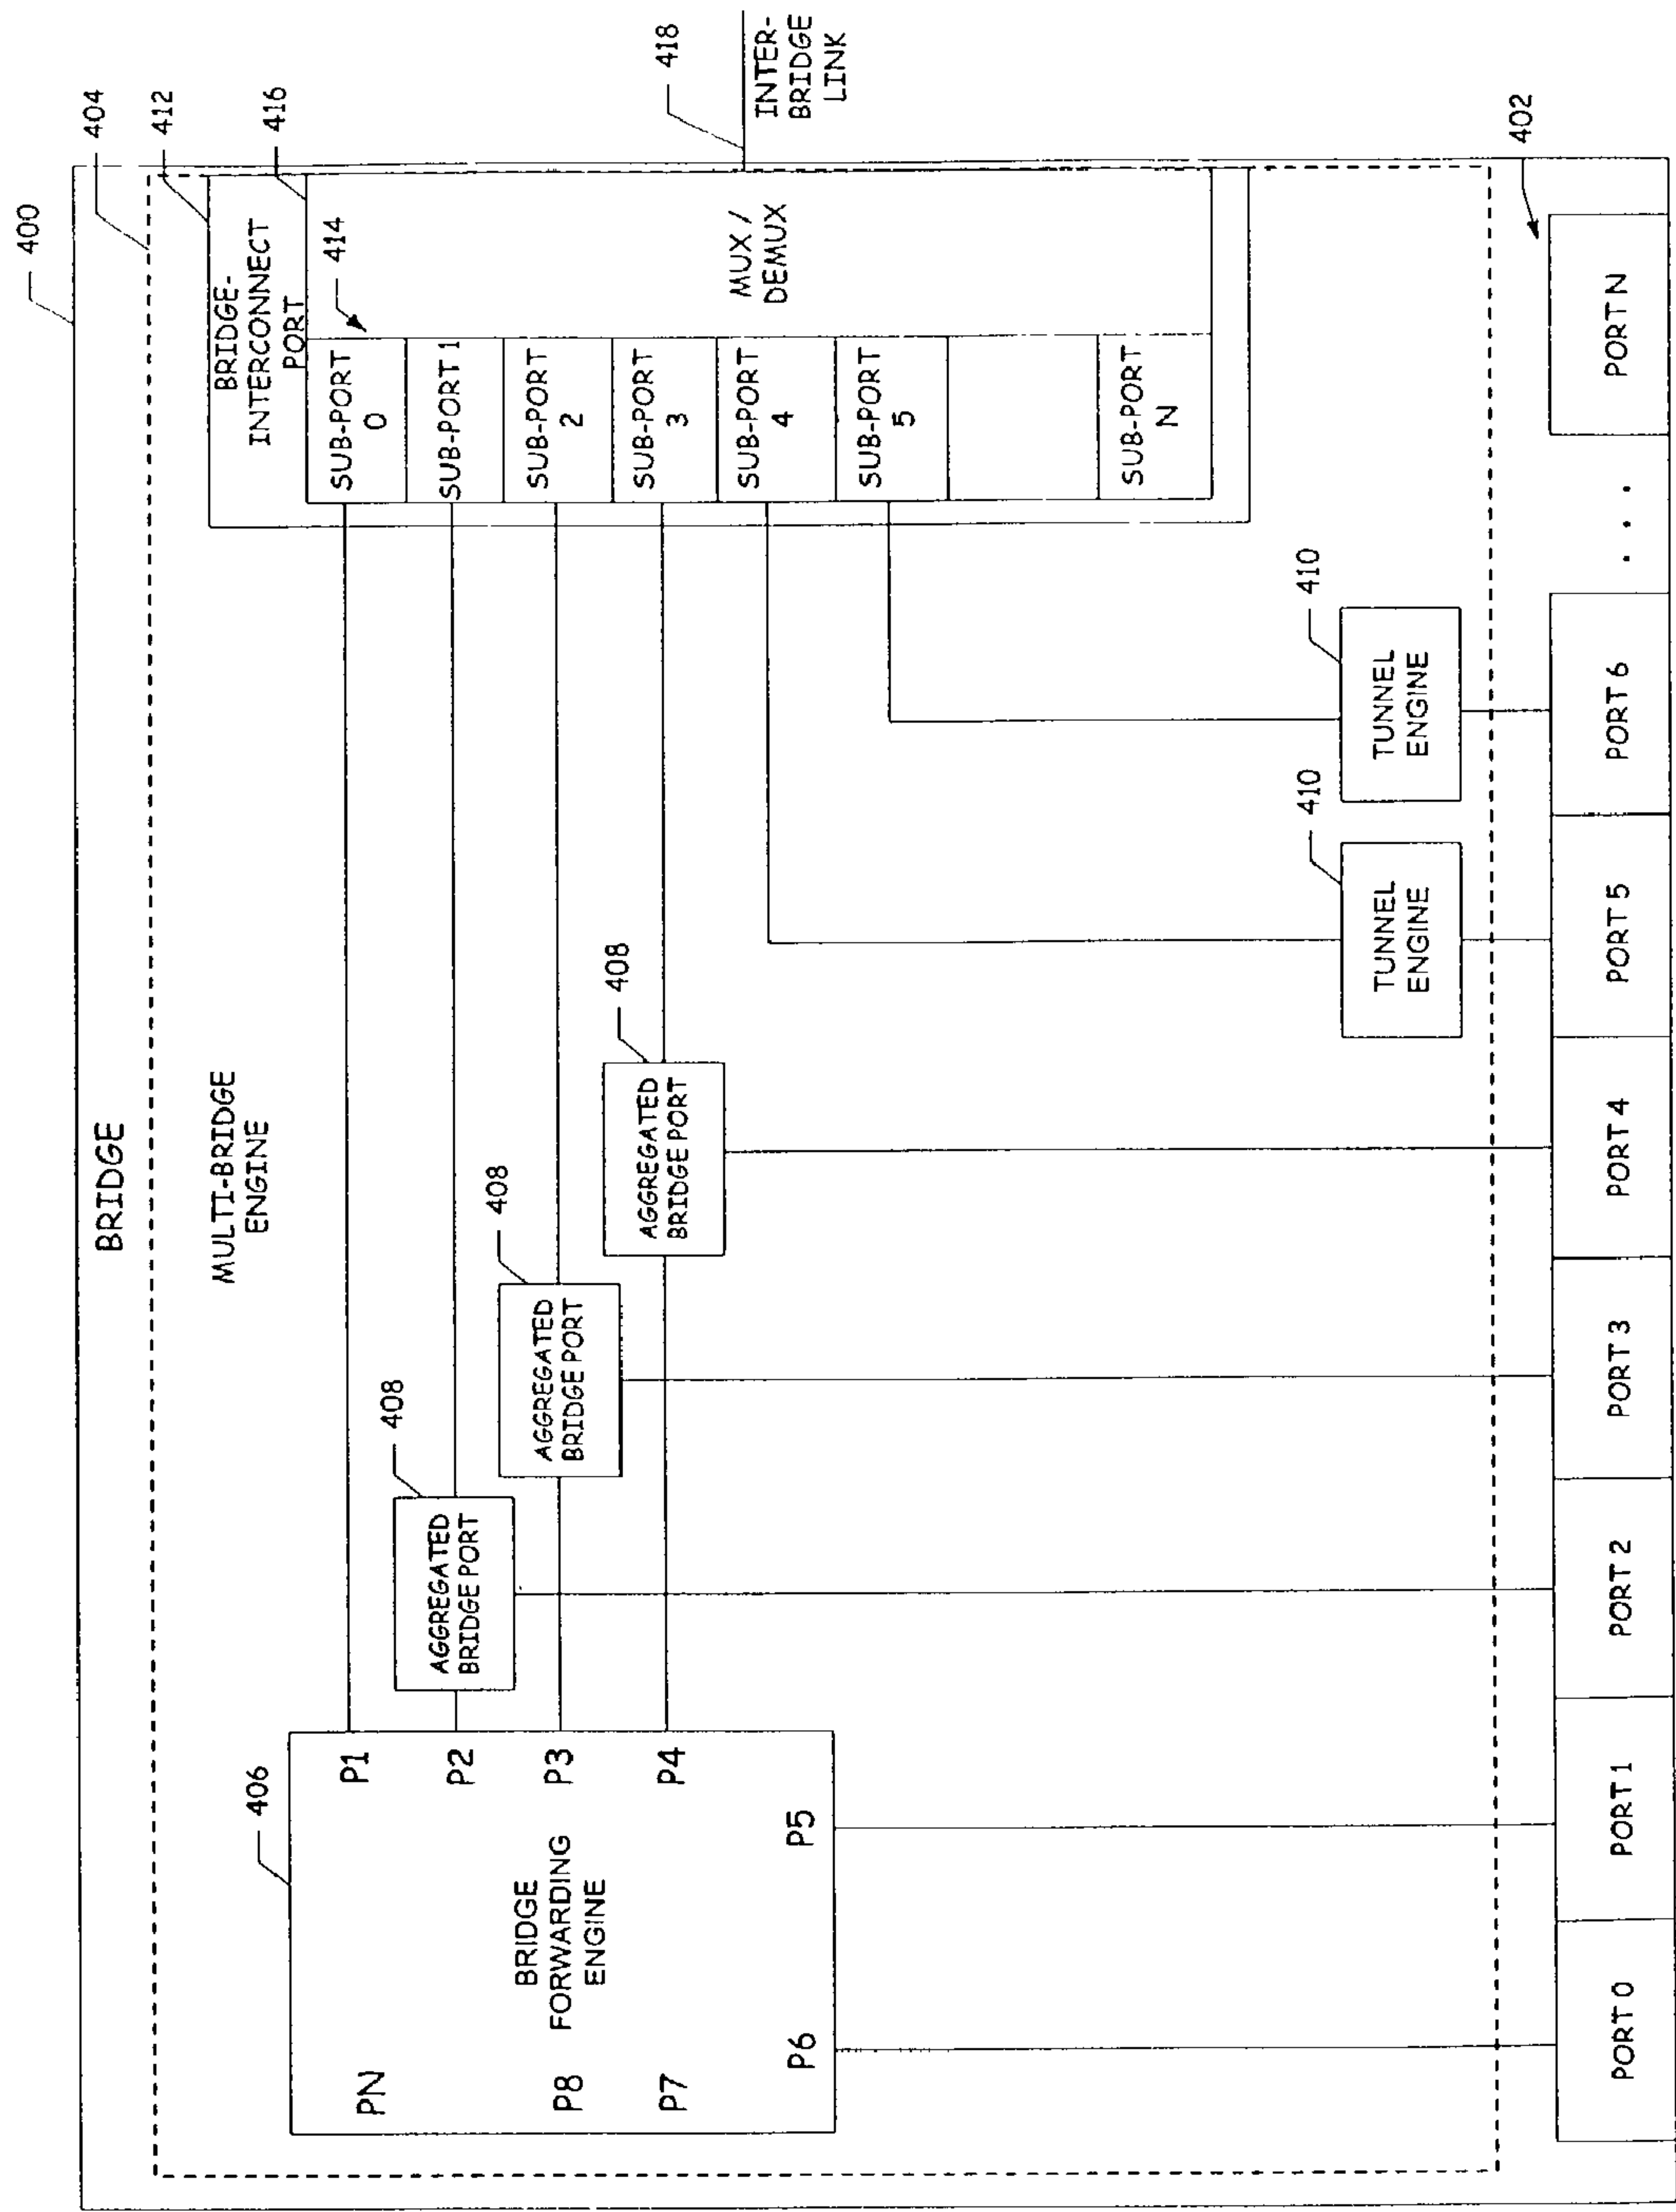 400
BRIDGE
404
MULTI-BRIDGE
ENGINE
412
BRIDGE-
INTERCONNECT
PORT
416
406
PN
P8
P7
P6
P5
P1
P2
P3
P4
BRIDGE
FORWARDING
ENGINE
408
AGGREGATED
BRIDGE PORT
408
AGGREGATED
BRIDGE PORT
408
AGGREGATED
BRIDGE PORT
414
SUB-PORT
0
SUB-PORT 1
SUB-PORT
2
SUB-PORT
3
SUB-PORT
4
SUB-PORT
5
SUB-PORT
N
MUX /
DEMUX
418
INTER-
BRIDGE
LINK
410
TUNNEL
ENGINE
410
TUNNEL
ENGINE
402
PORT 0
PORT 1
PORT 2
PORT 3
PORT 4
PORT 5
PORT 6
. . .
PORT N